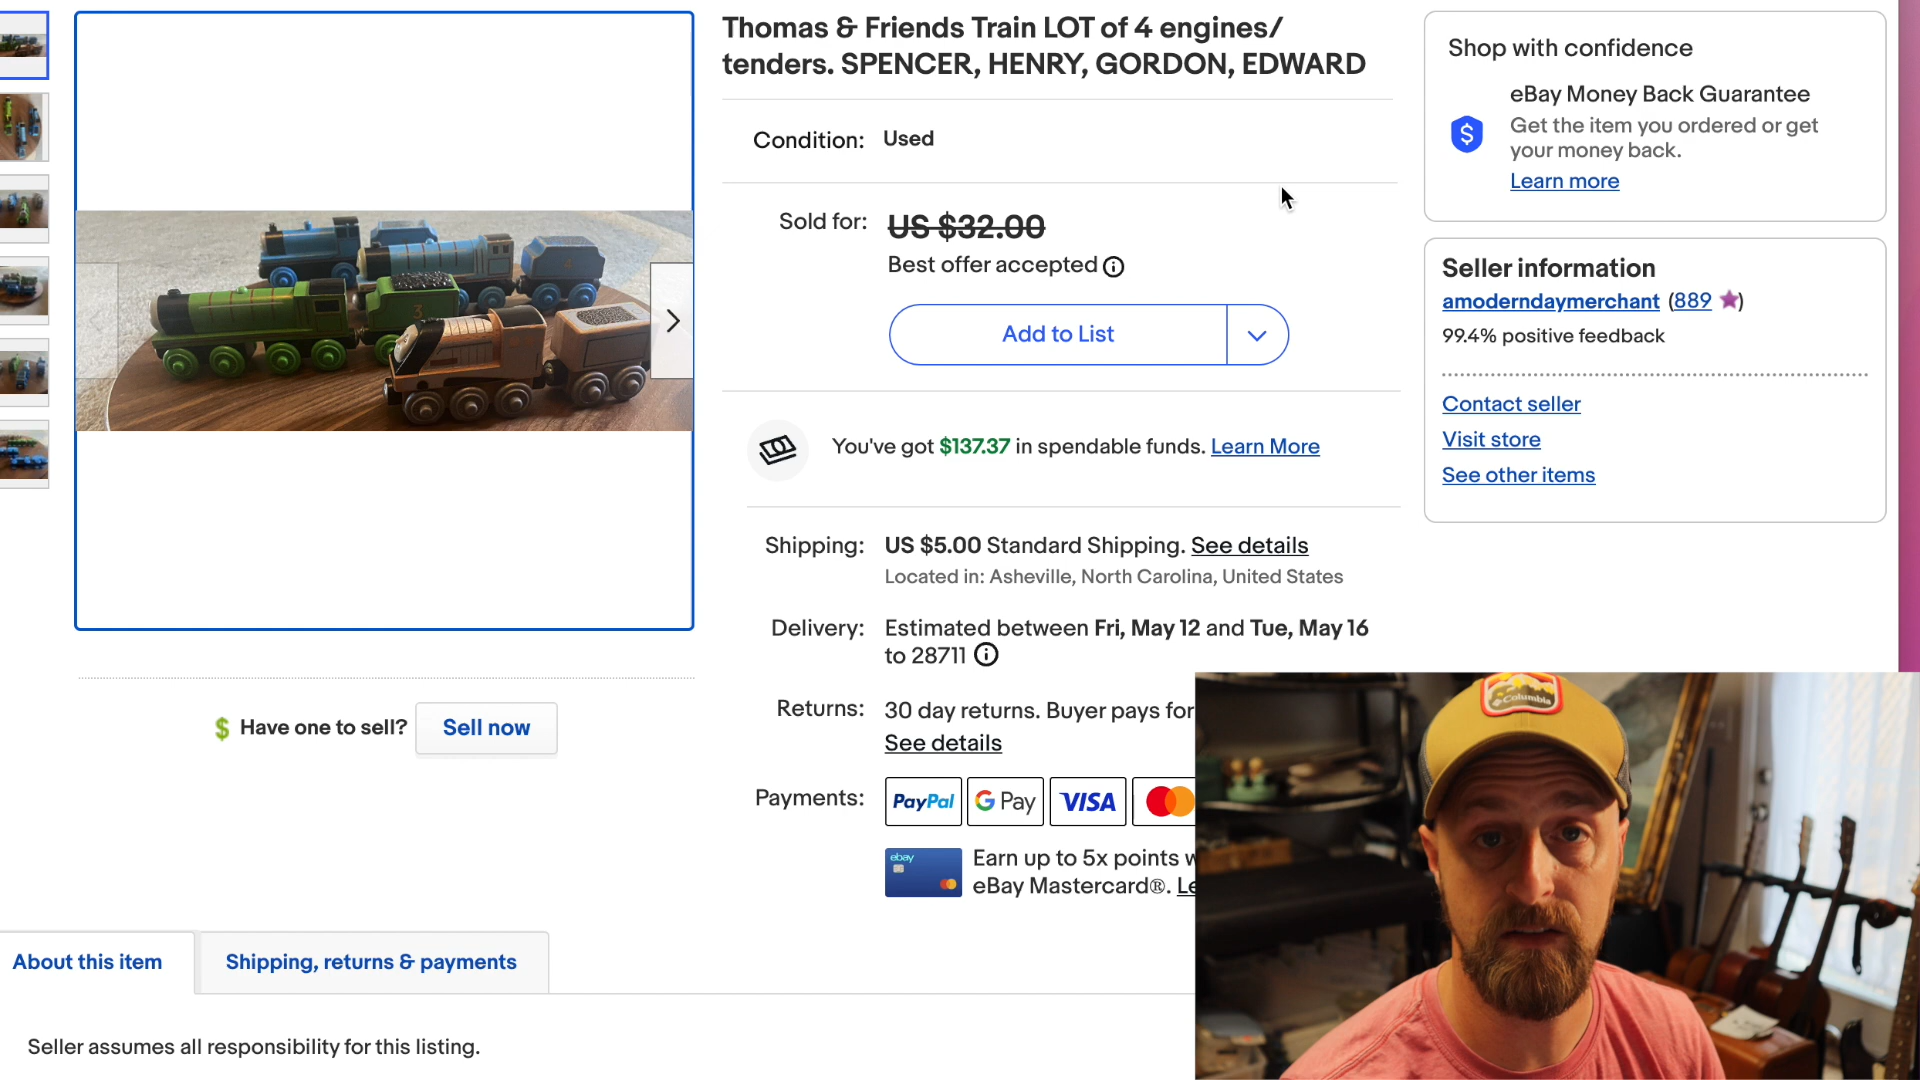 Thomas & Friends Train LOT of 4 engines/
tenders. SPENCER, HENRY, GORDON, EDWARD
Condition: Used
Sold for: US $32.00
Best offer accepted
Add to List
You've got $137.37 in spendable funds. Learn More
Shipping: US $5.00 Standard Shipping. See details
Located in: Asheville, North Carolina, United States
Delivery: Estimated between Fri, May 12 and Tue, May 16
to 28711
Returns: 30 day returns. Buyer pays for
See details
Payments: PayPal G Pay VISA
ebay
Earn up to 5x points w
eBay Mastercard®. Le
Have one to sell? Sell now
About this item
Shipping, returns & payments
Seller assumes all responsibility for this listing.
Shop with confidence
eBay Money Back Guarantee
Get the item you ordered or get
your money back.
Learn more
Seller information
amoderndaymerchant (889)
99.4% positive feedback
Contact seller
Visit store
See other items
3
4
Columbia